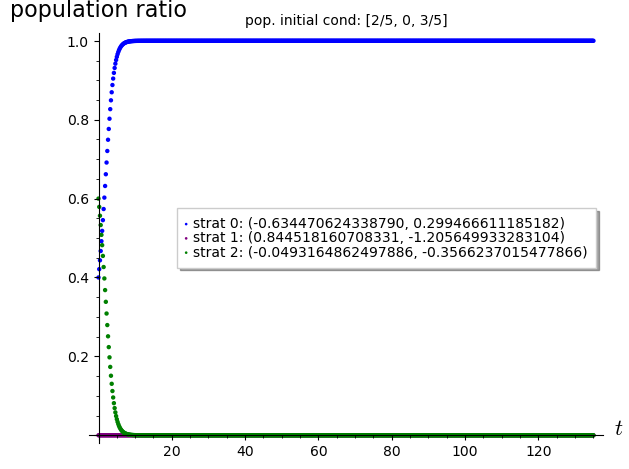 population ratio
pop. initial cond: [2/5, 0, 3/5]
1.0
0.8
0.6
0.4
0.2
strat 0: (-0.634470624338790, 0.299466611185182)
strat 1: (0.844518160708331, -1.205649933283104)
strat 2: (-0.0493164862497886, -0.3566237015477866)
20 40 60 80 100 120
t